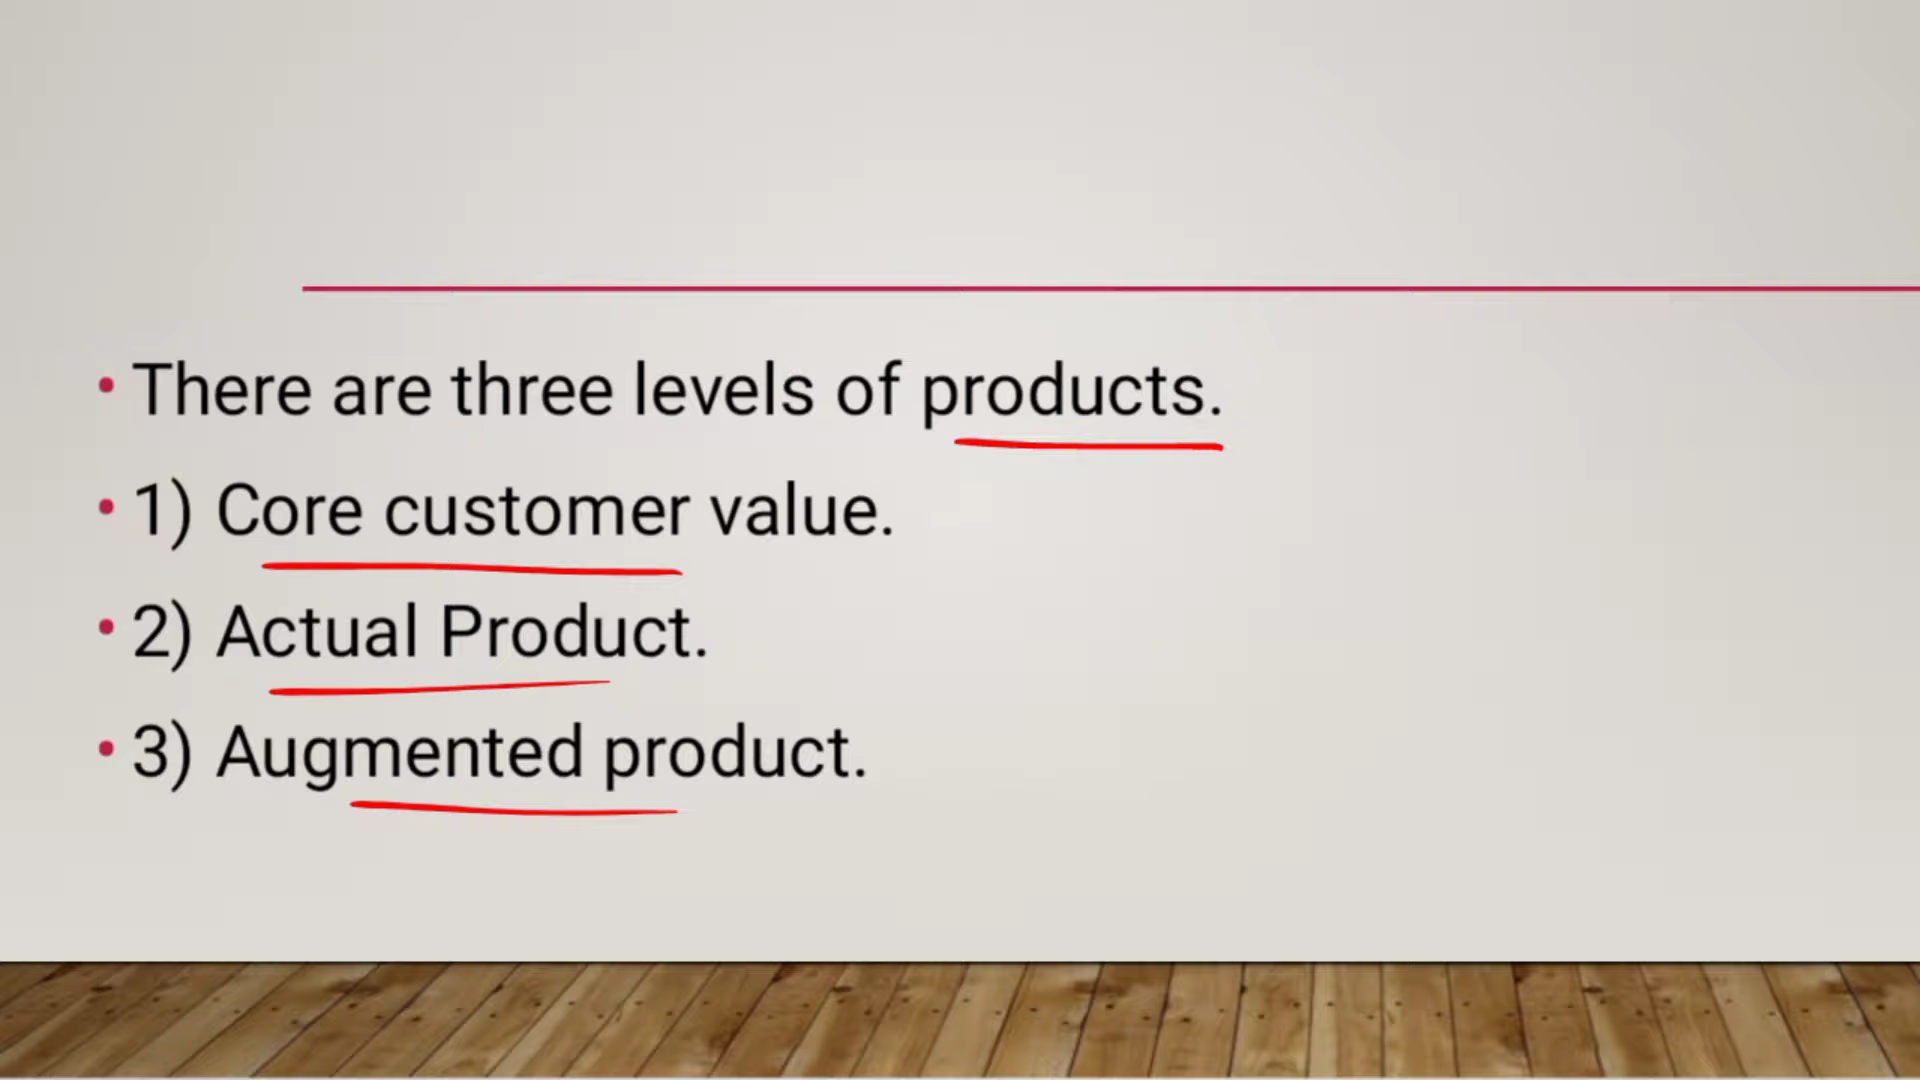 • There are three levels of products.
• 1) Core customer value.
• 2) Actual Product.
• 3) Augmented product.